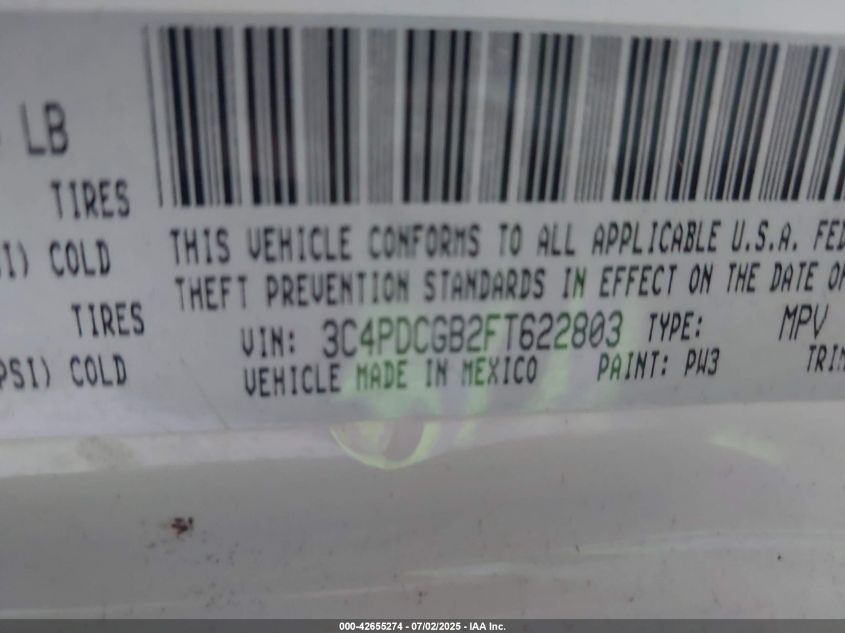 LB
TIRES
COLD
TIRES
PSI) COLD
THIS VEHICLE CONFORMS TO ALL APPLICABLE U.S.A.
THEFT PREVENTION STANDARDS IN EFFECT ON THE DATE
VIN: 3C4PDCGB2FT622803 TYPE: MPV
VEHICLE MADE IN MEXICO PAINT: PW3
000-42655274 - 07/02/2025 - IAA Inc.